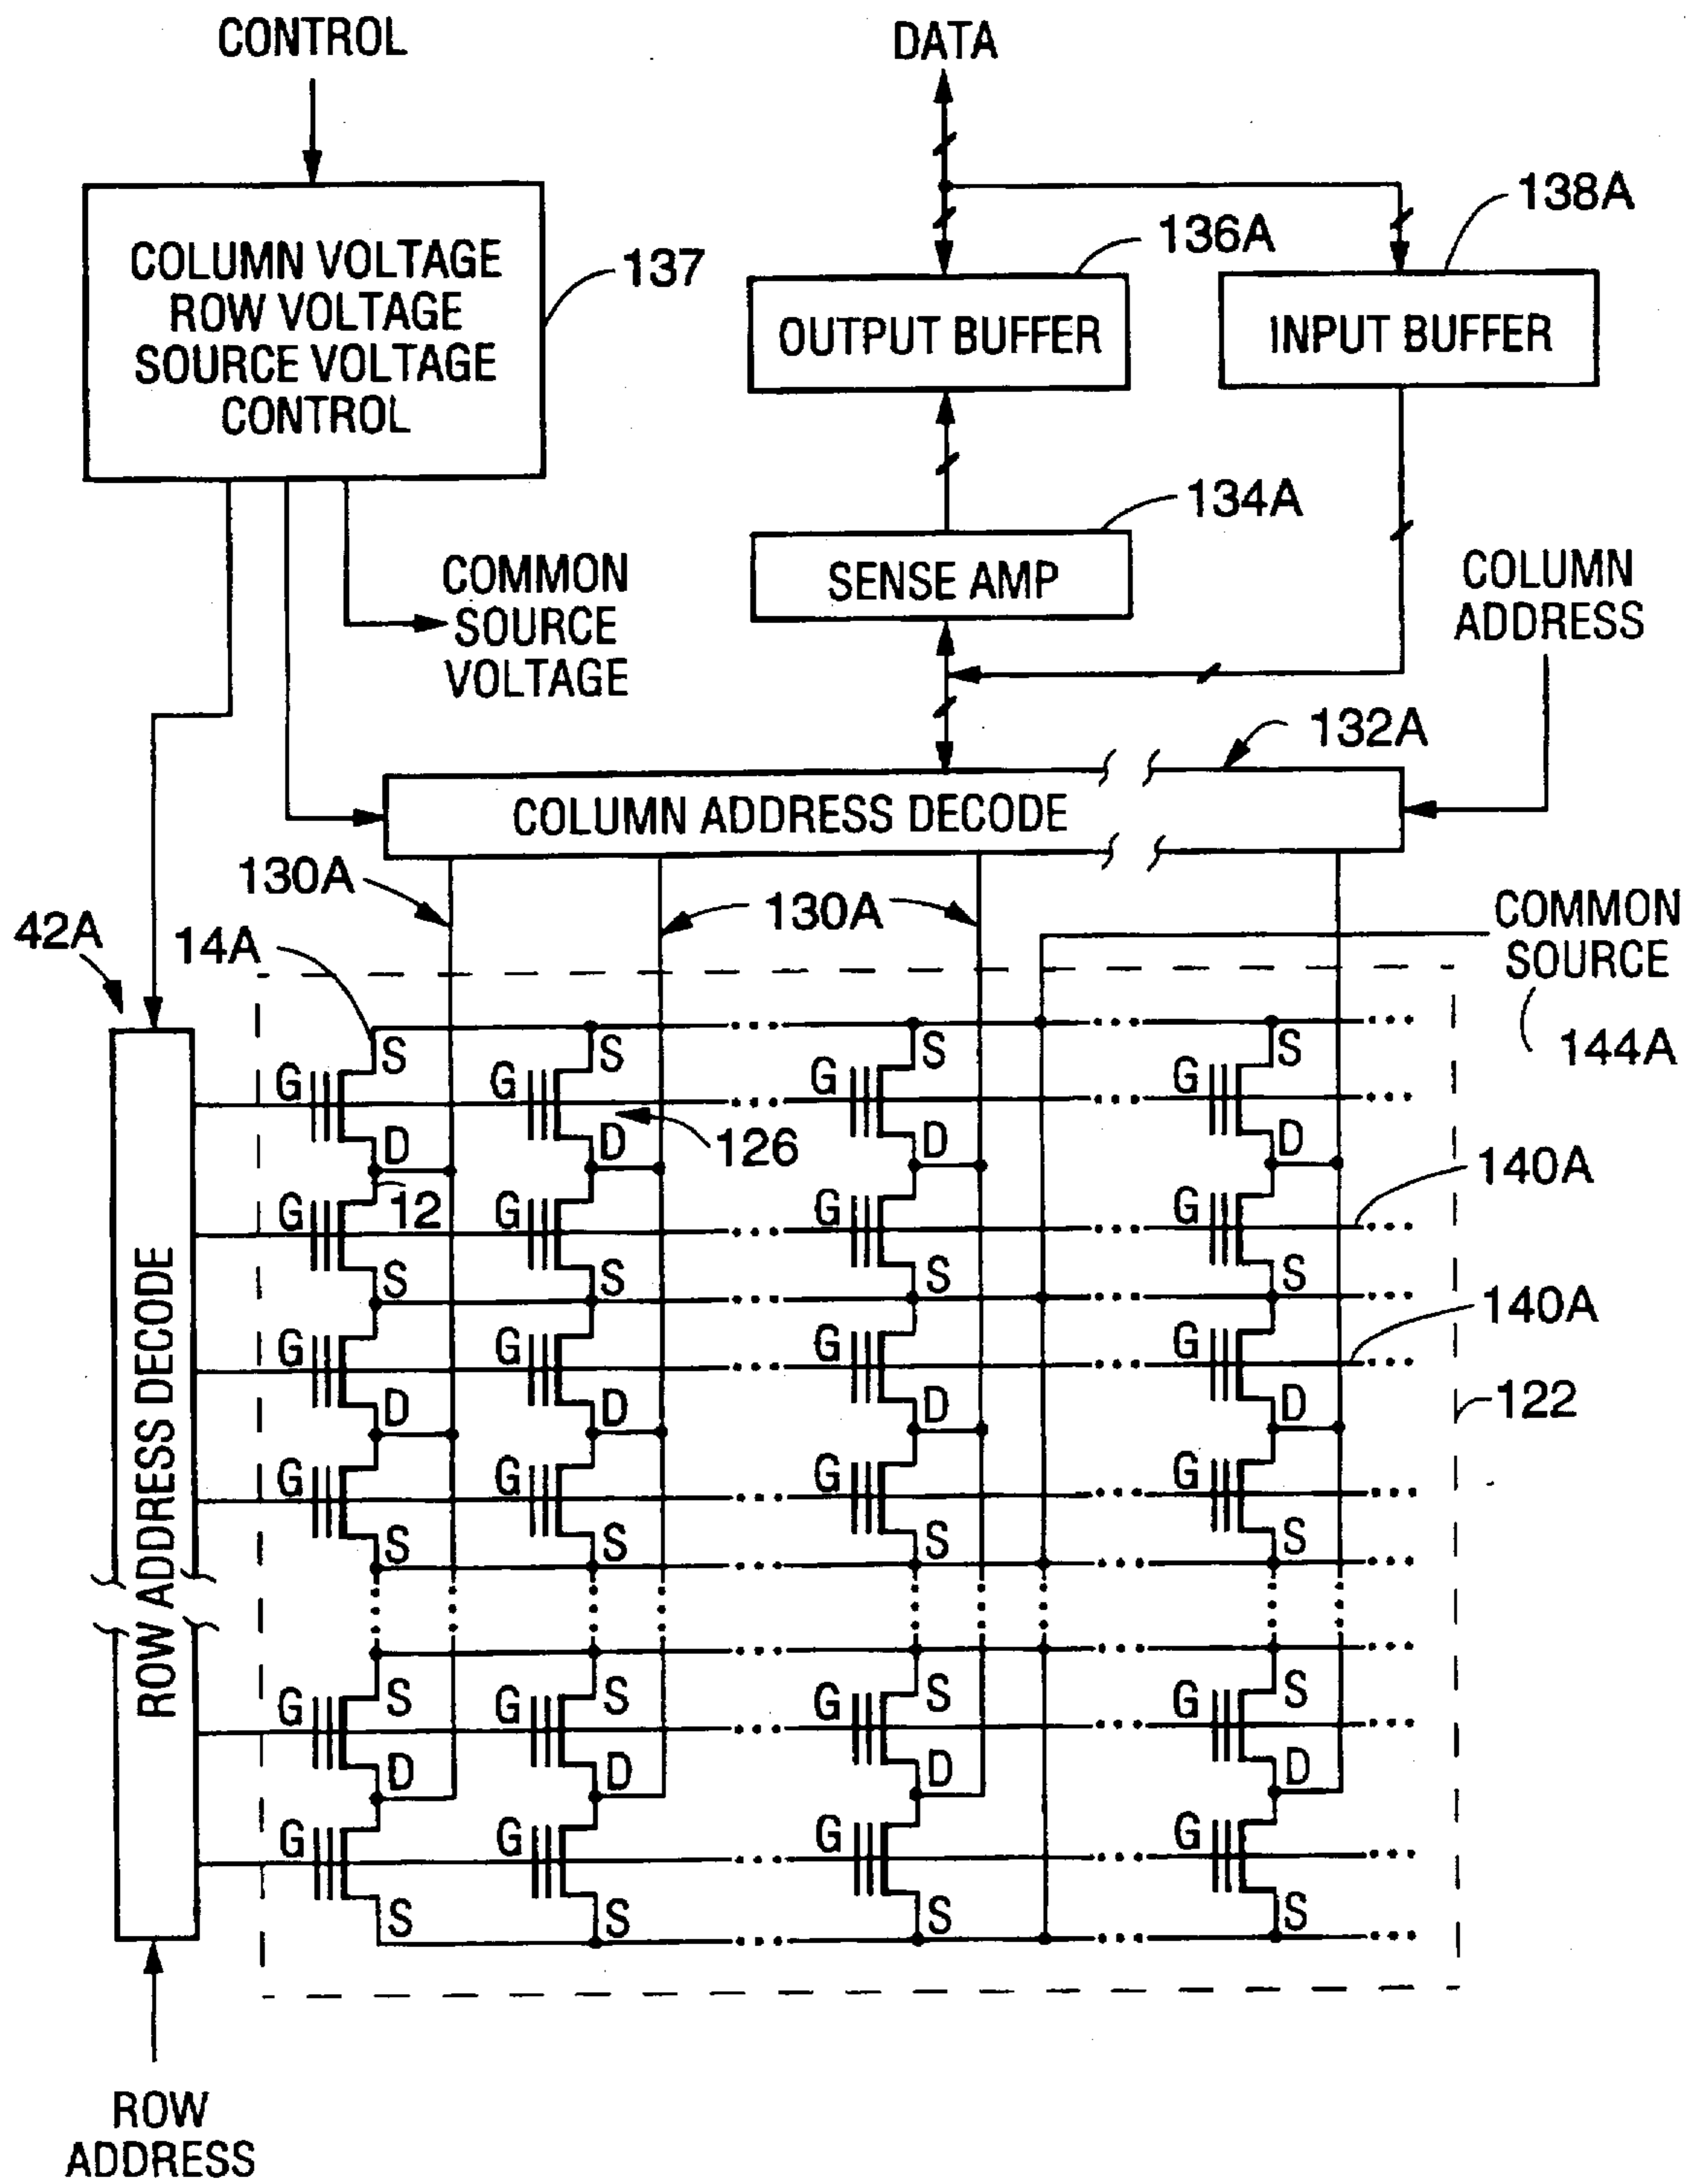 CONTROL
DATA
COLUMN VOLTAGE
ROW VOLTAGE
SOURCE VOLTAGE
CONTROL
137
138A
136A
OUTPUT BUFFER
INPUT BUFFER
134A
SENSE AMP
COMMON
SOURCE
VOLTAGE
COLUMN
ADDRESS
132A
COLUMN ADDRESS DECODE
130A
130A
COMMON
SOURCE
144A
42A
14A
S S S S
G G G G
126
D D D D
12
140A
G G G G
S S S S
140A
G G G G
122
D D D D
G G G G
S S S S
ROW ADDRESS DECODE
S S S S
G G G G
D D D D
G G G G
S S S S
ROW
ADDRESS